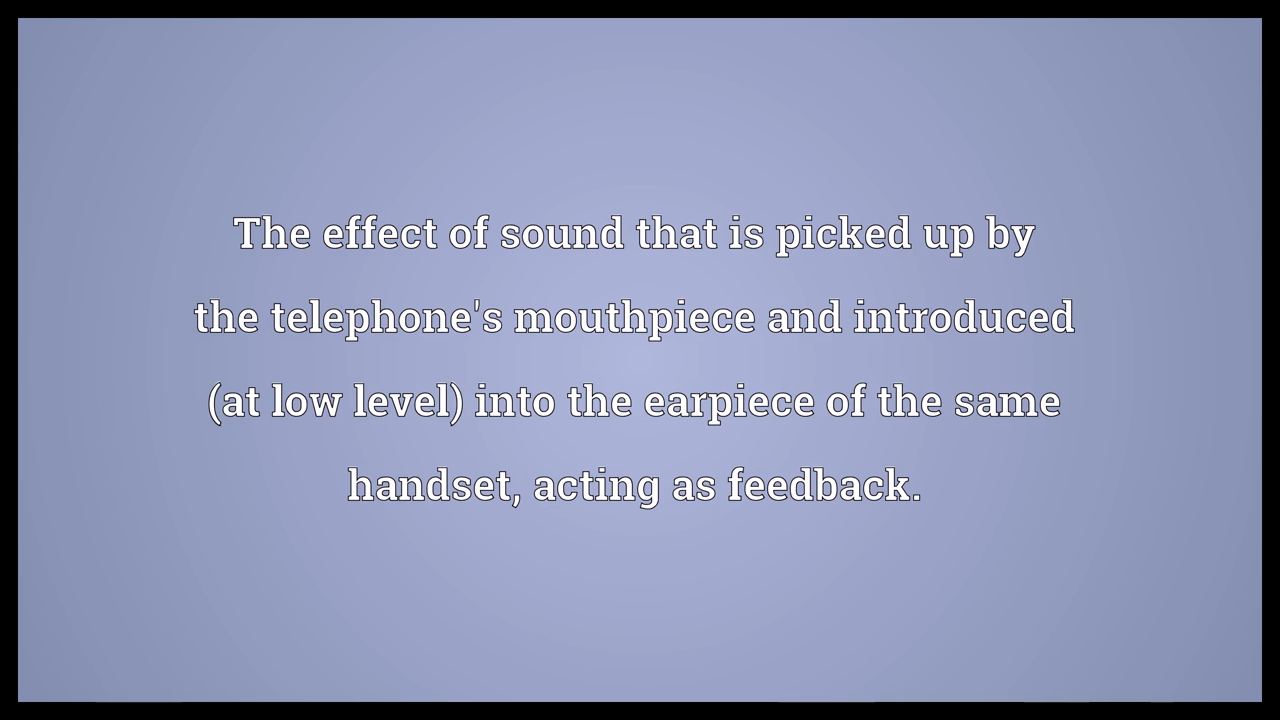 The effect of sound that is picked up by
the telephone's mouthpiece and introduced
(at low level) into the earpiece of the same
handset, acting as feedback.